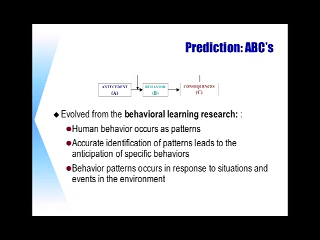 Prediction: ABC's
ANTECEDENT BEHAVIOR CONSEQUENCES
(A) (B) (C)
Evolved from the behavioral learning research: :
Human behavior occurs as patterns
Accurate identification of patterns leads to the
anticipation of specific behaviors
Behavior patterns occurs in response to situations and
events in the environment